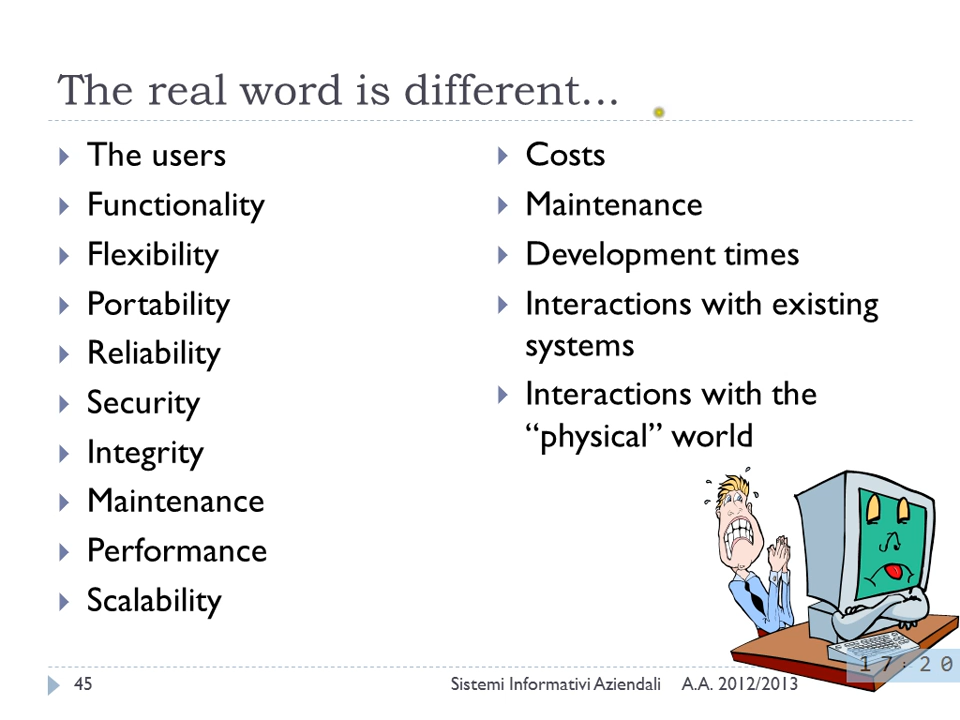 The real word is different...
The users
Functionality
Flexibility
Portability
Reliability
Security
Integrity
Maintenance
Performance
Scalability
Costs
Maintenance
Development times
Interactions with existing
systems
Interactions with the
“physical” world
45
Sistemi Informativi Aziendali A.A. 2012/2013
17:20